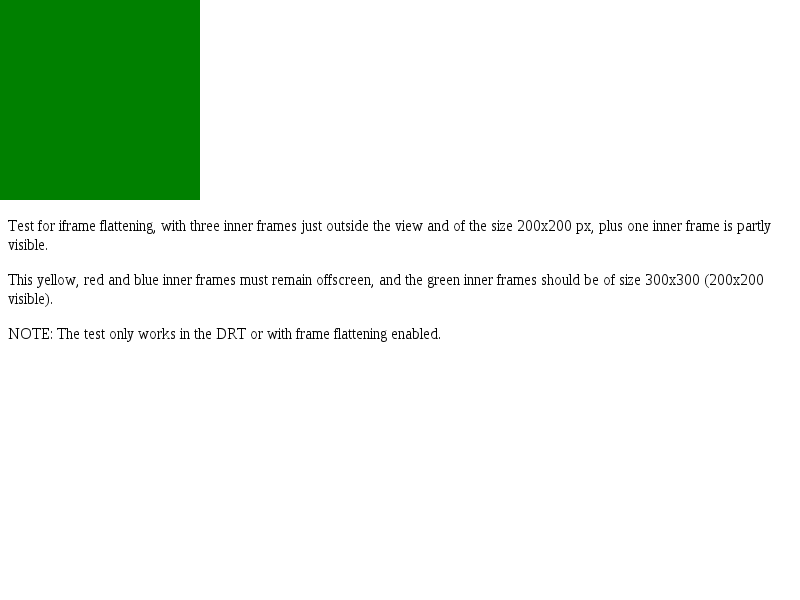 Test for iframe flattening, with three inner frames just outside the view and of the size 200x200 px, plus one inner frame is partly
visible.
This yellow, red and blue inner frames must remain offscreen, and the green inner frames should be of size 300x300 (200x200
visible).
NOTE: The test only works in the DRT or with frame flattening enabled.